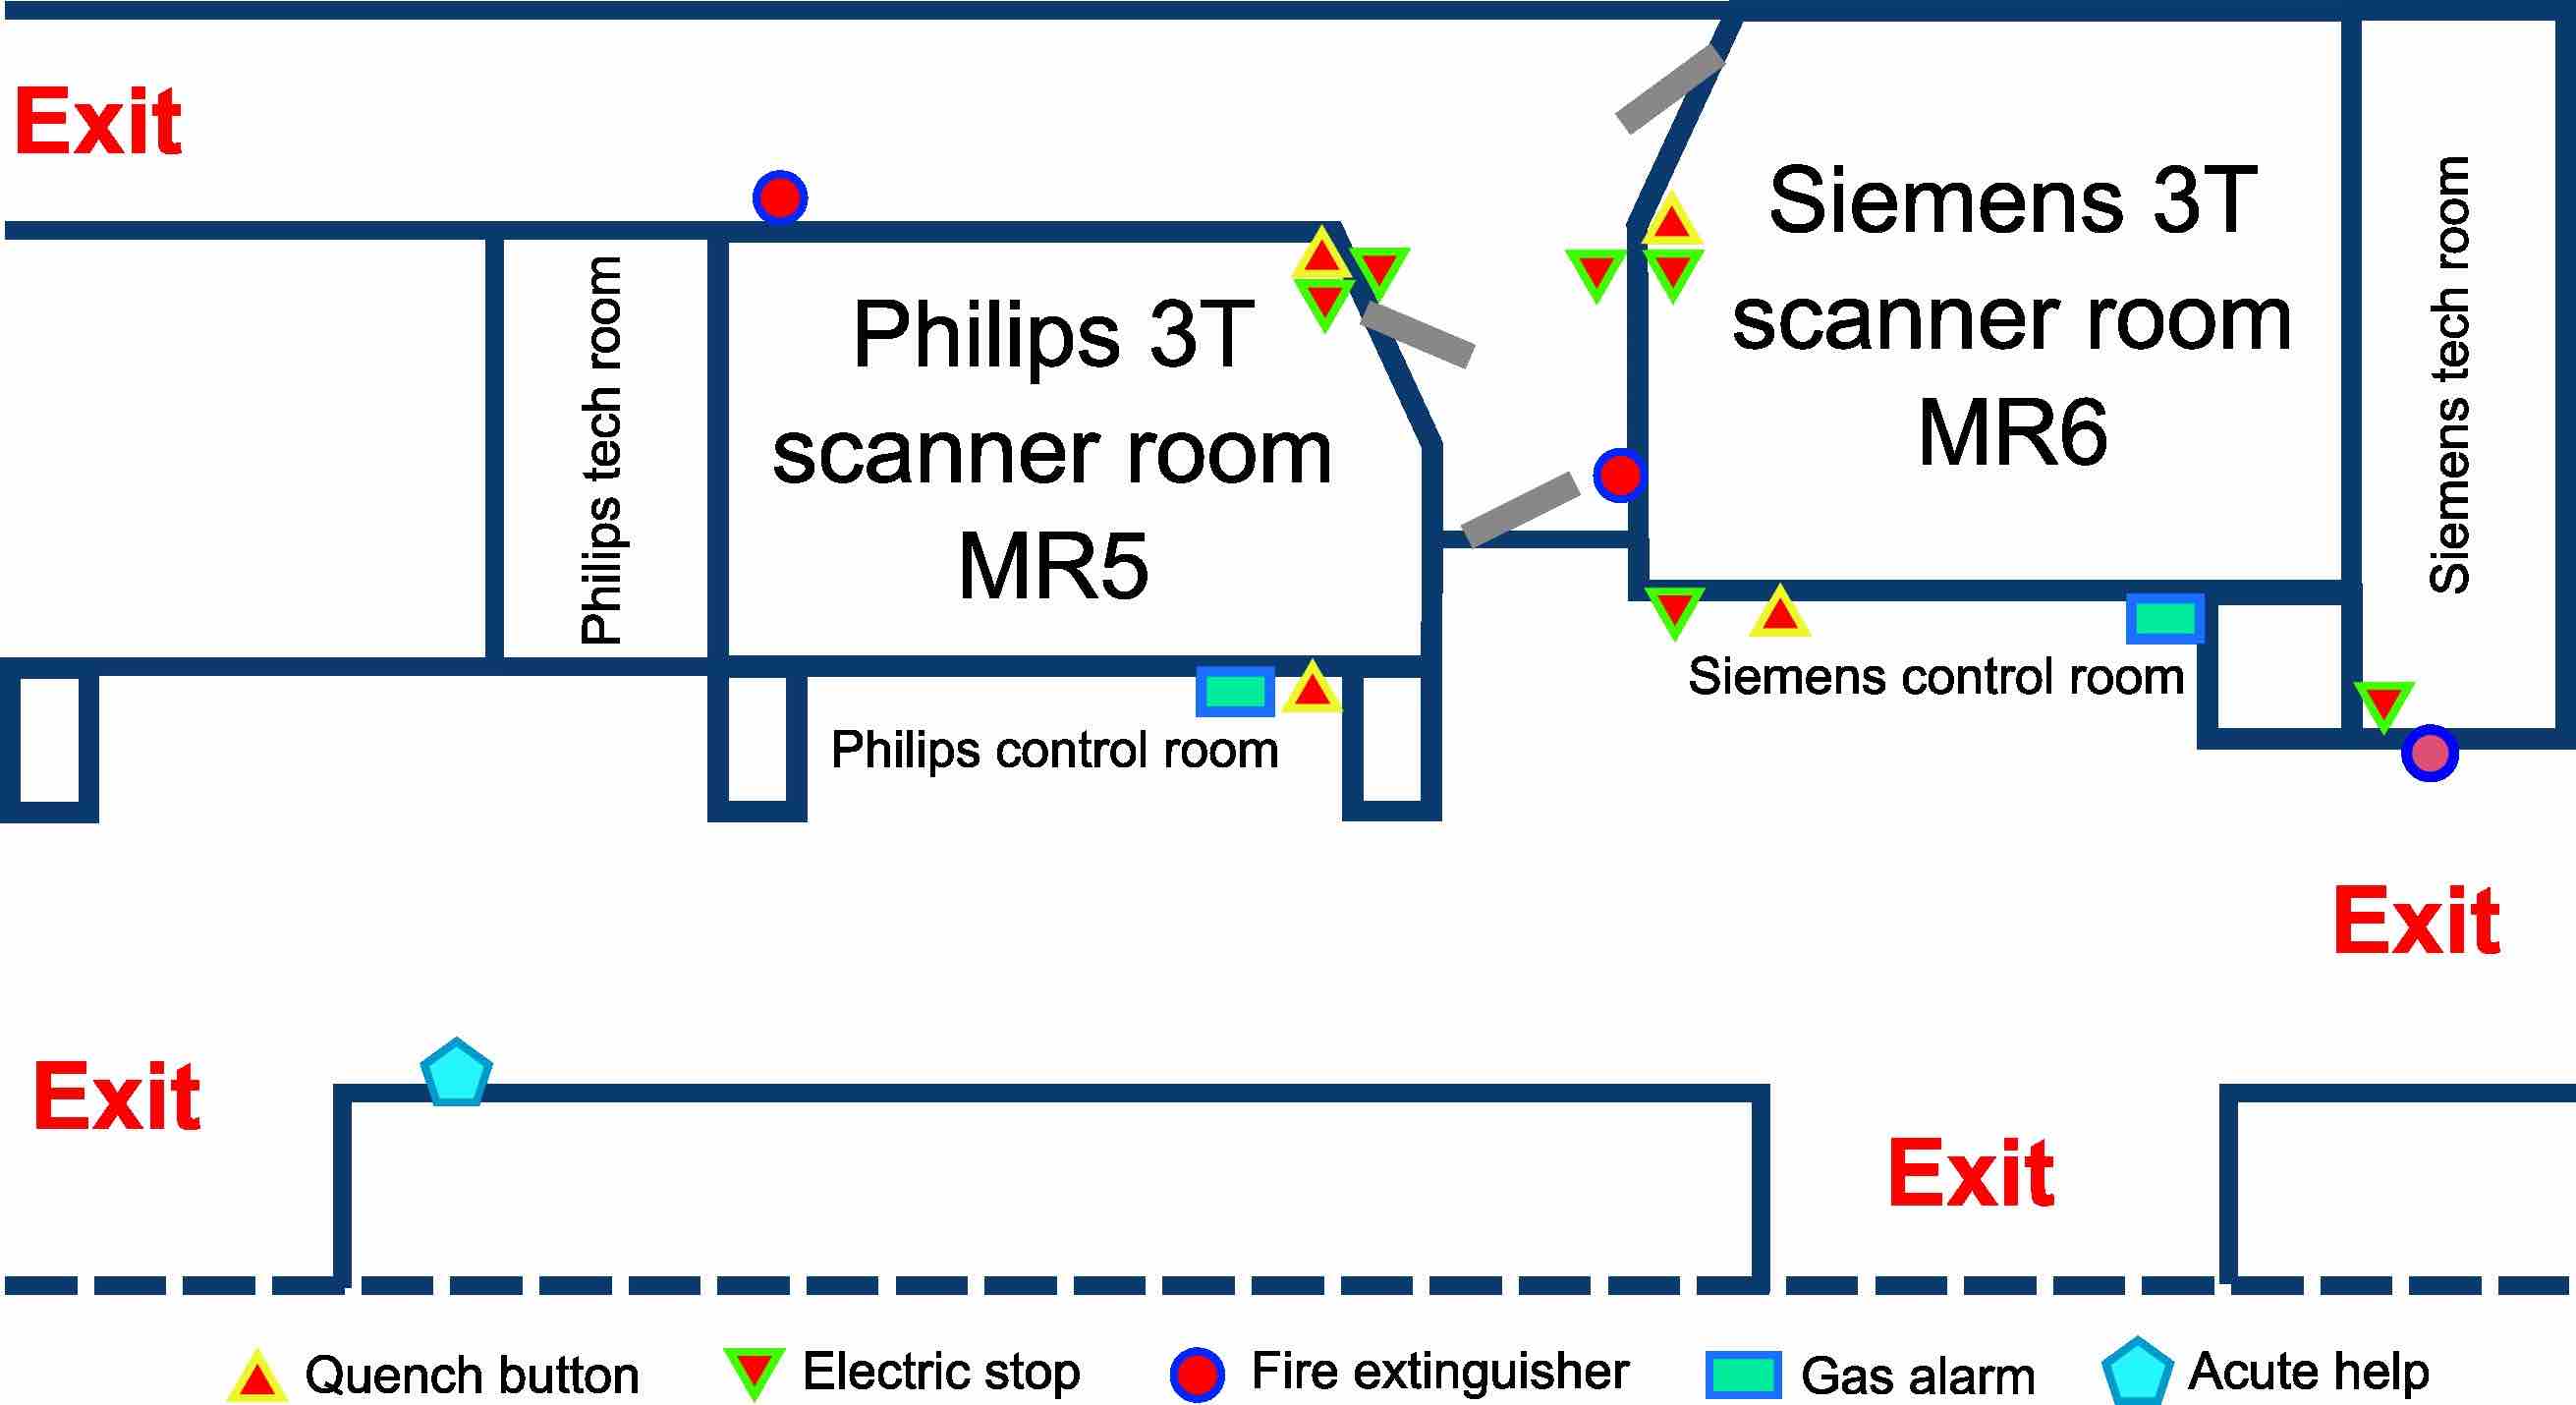 Exit
Philips tech room
Philips 3T
scanner room
MR5
Siemens 3T
scanner room
MR6
Siemens tech room
Siemens control room
Philips control room
Exit
Exit
Exit
Quench button
Electric stop
Fire extinguisher
Gas alarm
Acute help